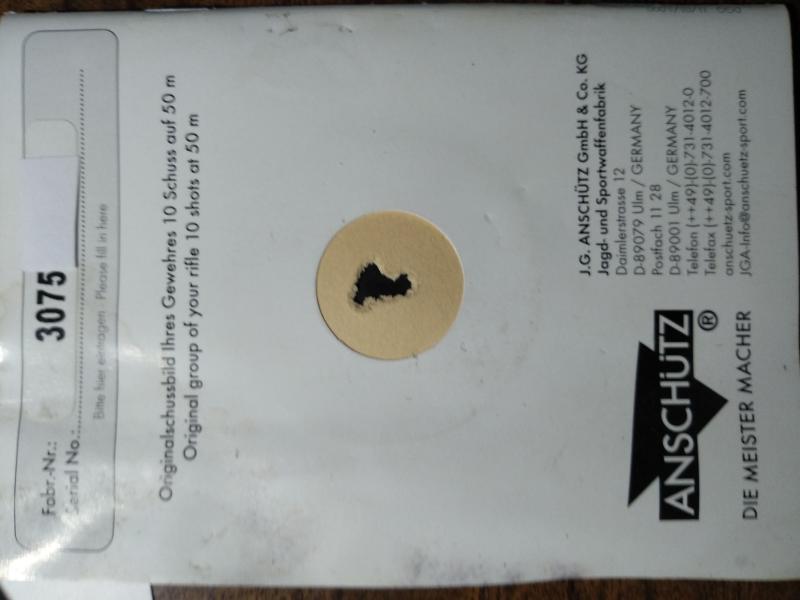 Fabr.-Nr.: 3075
Serial No.:
Bitte hier eintragen Please fill in here
Originalschussbild Ihres Gewehres 10 Schuss auf 50 m
Original group of your rifle 10 shots at 50 m
J.G. ANSCHÜTZ GmbH & Co. KG
Jagd- und Sportwaffenfabrik
Daimlerstrasse 12
D-89079 Ulm / GERMANY
Postfach 11 28
D-89001 Ulm / GERMANY
Telefon (++49)-(0)-731-4012-0
Telefax (++49)-(0)-731-4012-700
anschuetz-sport.com
JGA-Info@anschuetz-sport.com
ANSCHÜTZ ®
DIE MEISTER MACHER